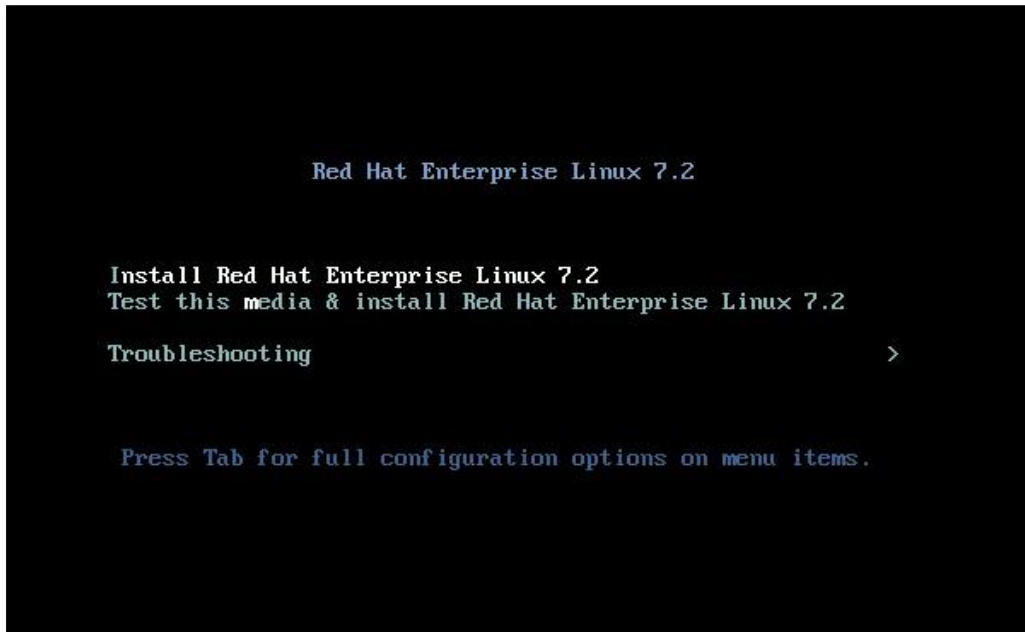 Red Hat Enterprise Linux 7.2
Install Red Hat Enterprise Linux 7.2
Test this media & install Red Hat Enterprise Linux 7.2
Troubleshooting >
Press Tab for full configuration options on menu items.